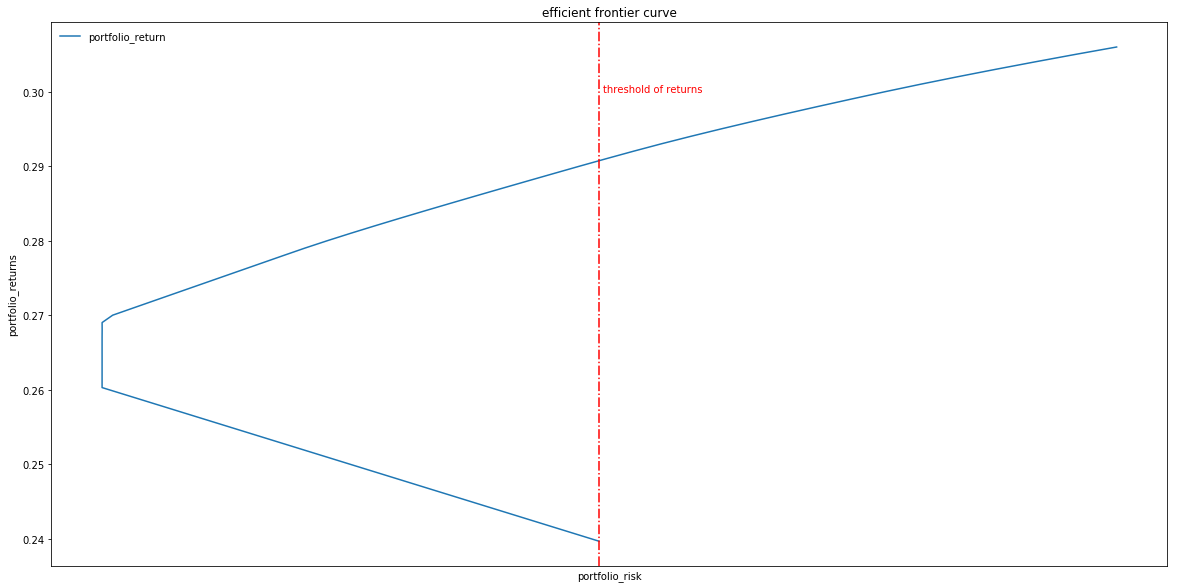 efficient frontier curve
portfolio_return
threshold of returns
portfolio_returns
0.30
0.29
0.28
0.27
0.26
0.25
0.24
portfolio_risk